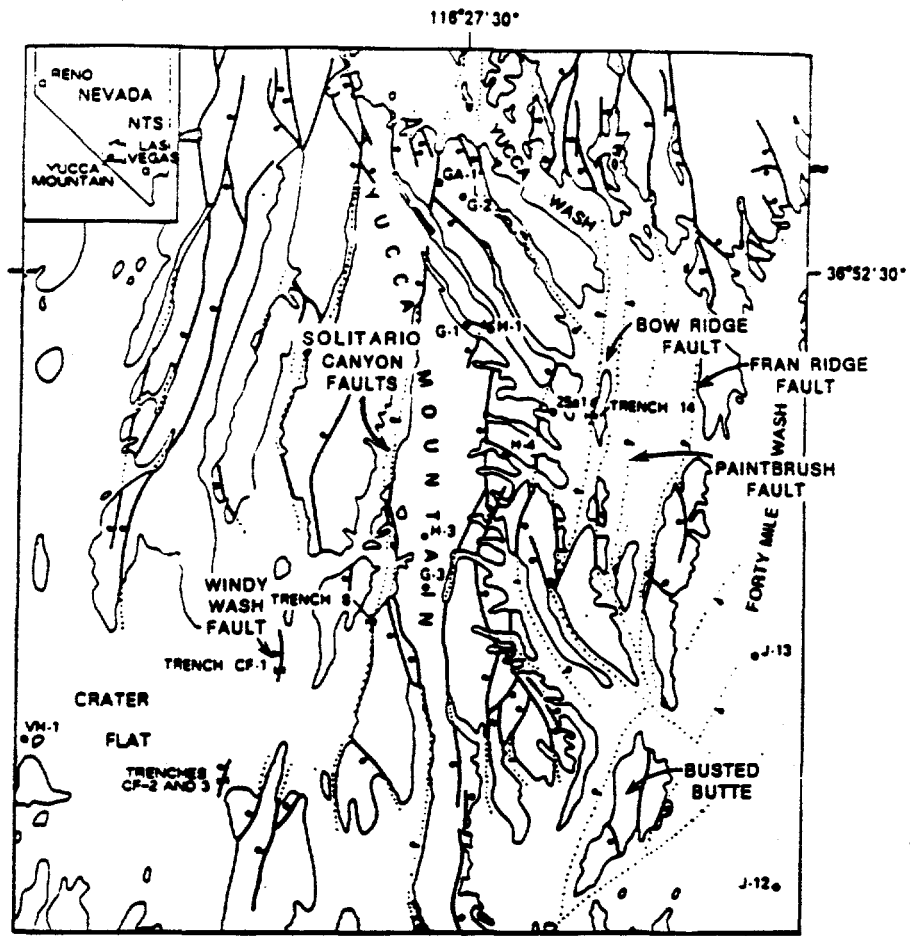 116°27'30"
RENO
NEVADA
NTS
LAS
VEGAS
YUCCA
MOUNTAIN
YUCCA
WASH
GA-1
G-2
YUCCA
MOUNTAIN
36°52'30"
G-1
H-1
SOLITARIO
CANYON
FAULTS
BOW RIDGE
FAULT
FRAN RIDGE
FAULT
TRENCH 14
H-4
PAINTBRUSH
FAULT
FORTY MILE WASH
H-3
G-3
WINDY
WASH
FAULT
TRENCH 8
TRENCH CF-1
J-13
CRATER
FLAT
VH-1
TRENCHES
CF-2 AND 3
BUSTED
BUTTE
J-12